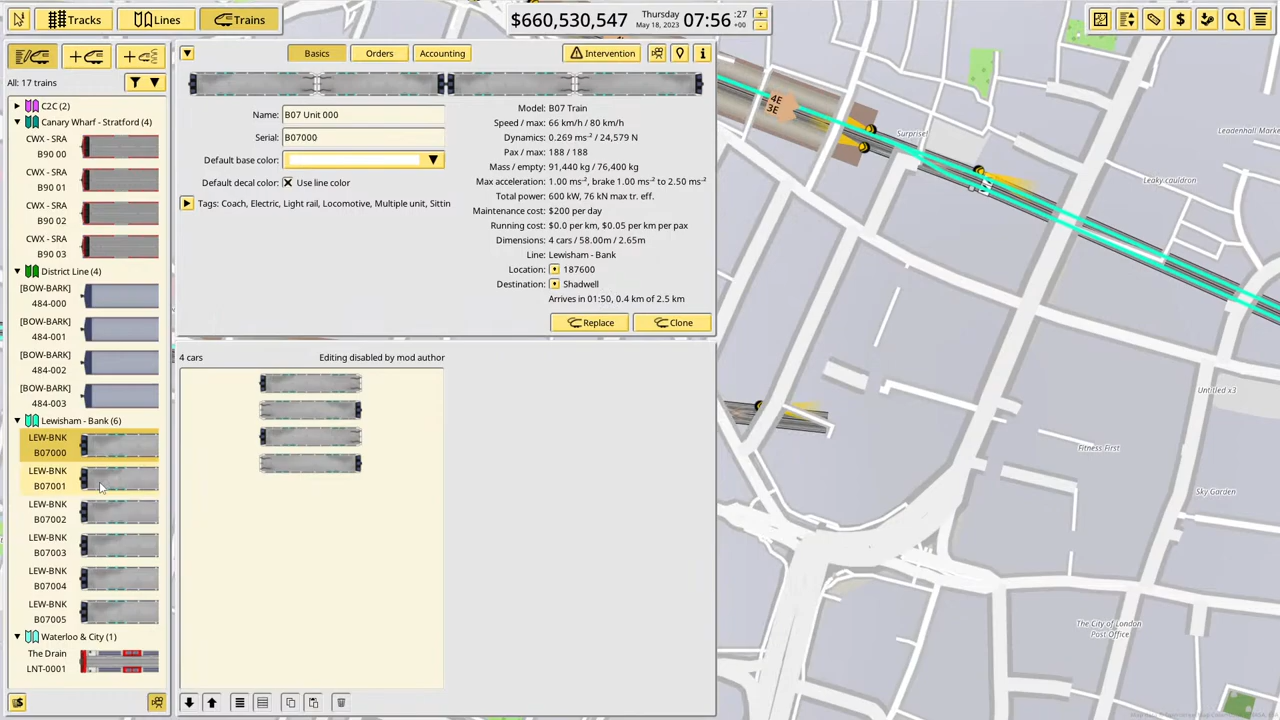 Tracks
Lines
Trains
$660,530,547
Thursday
May 18, 2023
07:56
:27
+00
All: 17 trains
C2C (2)
Canary Wharf - Stratford (4)
CWX - SRA
B90 00
CWX - SRA
B90 01
CWX - SRA
B90 02
CWX - SRA
B90 03
District Line (4)
[BOW-BARK]
484-000
[BOW-BARK]
484-001
[BOW-BARK]
484-002
[BOW-BARK]
484-003
Lewisham - Bank (6)
LEW-BNK
B07000
LEW-BNK
B07001
LEW-BNK
B07002
LEW-BNK
B07003
LEW-BNK
B07004
LEW-BNK
B07005
Waterloo & City (1)
The Drain
LNT-0001
Basics
Orders
Accounting
Intervention
Name: B07 Unit 000
Serial: B07000
Default base color:
Default decal color: Use line color
Tags: Coach, Electric, Light rail, Locomotive, Multiple unit, Sittin
Model: B07 Train
Speed / max: 66 km/h / 80 km/h
Dynamics: 0.269 ms⁻² / 24,579 N
Pax / max: 188 / 188
Mass / empty: 91,440 kg / 76,400 kg
Max acceleration: 1.00 ms⁻², brake 1.00 ms⁻² to 2.50 ms⁻²
Total power: 600 kW, 76 kN max tr. eff.
Maintenance cost: $200 per day
Running cost: $0.0 per km, $0.05 per km per pax
Dimensions: 4 cars / 58.00m / 2.65m
Line: Lewisham - Bank
Location: 187600
Destination: Shadwell
Arrives in 01:50, 0.4 km of 2.5 km
Replace
Clone
4 cars
Editing disabled by mod author
4E
3E
Surprise!
Leadenhall Market
Leaky cauldron
Untitled x3
Fitness First
Sky Garden
The City of London
Post Office